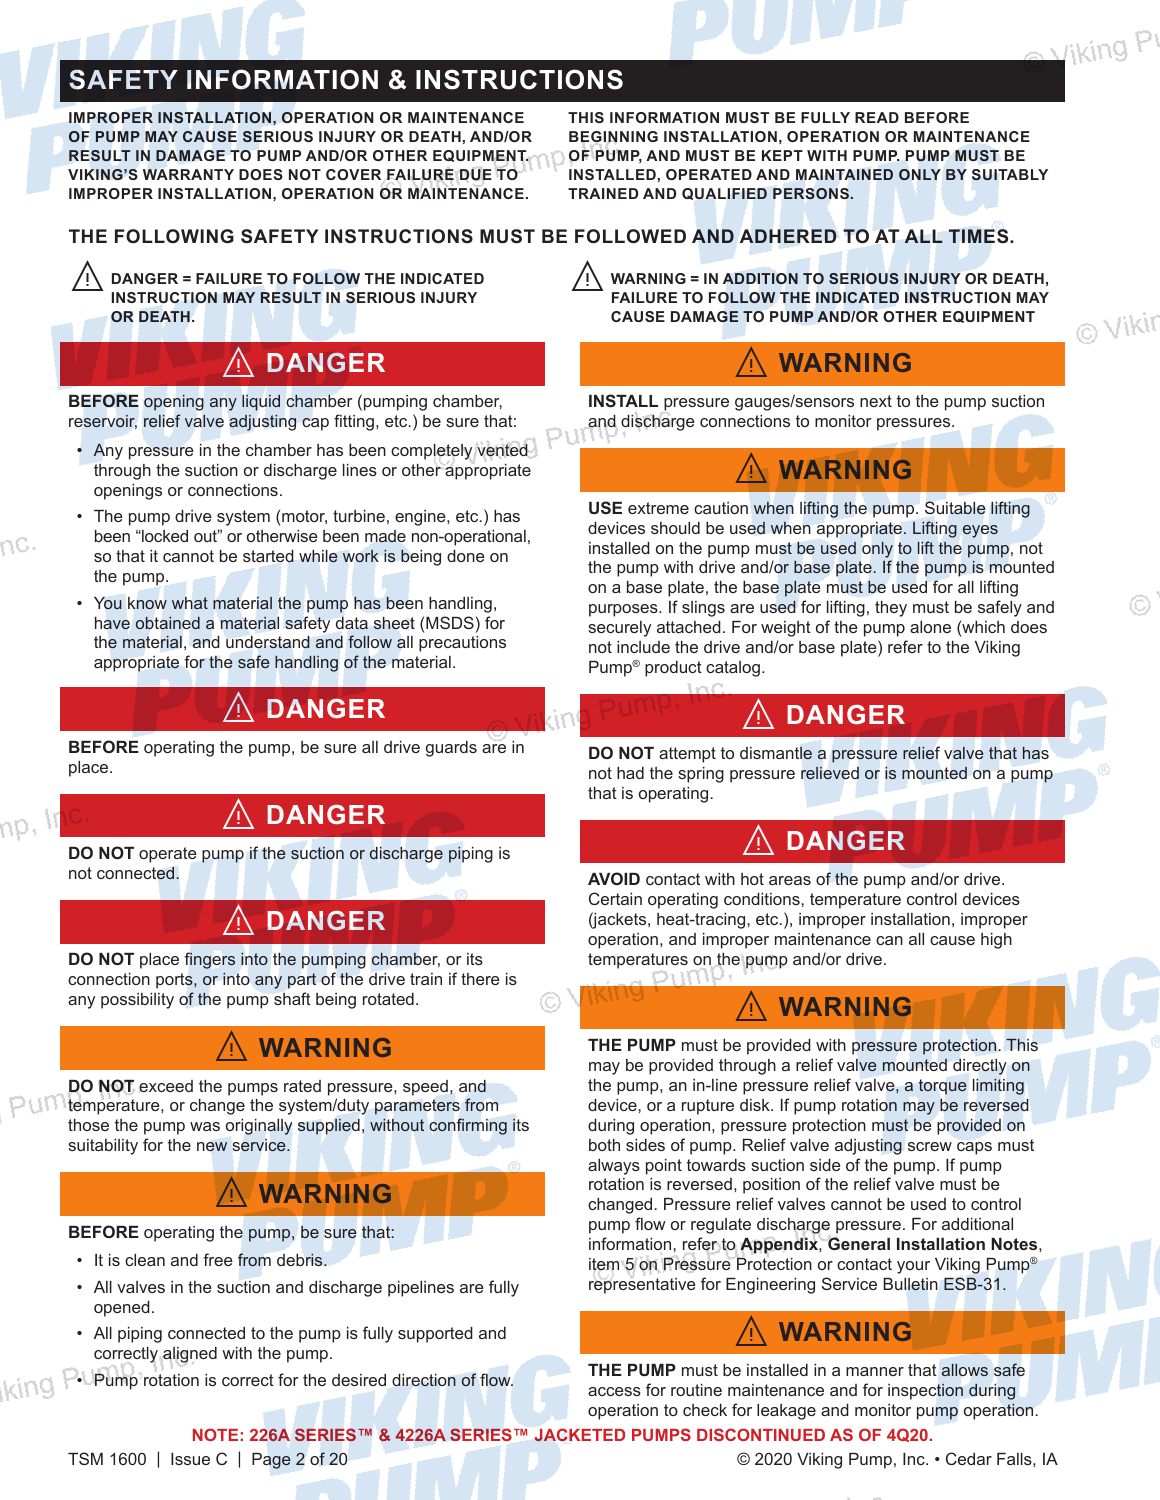 SAFETY INFORMATION & INSTRUCTIONS
IMPROPER INSTALLATION, OPERATION OR MAINTENANCE
OF PUMP MAY CAUSE SERIOUS INJURY OR DEATH, AND/OR
RESULT IN DAMAGE TO PUMP AND/OR OTHER EQUIPMENT.
VIKING'S WARRANTY DOES NOT COVER FAILURE DUE TO
IMPROPER INSTALLATION, OPERATION OR MAINTENANCE.
THIS INFORMATION MUST BE FULLY READ BEFORE
BEGINNING INSTALLATION, OPERATION OR MAINTENANCE
OF PUMP, AND MUST BE KEPT WITH PUMP. PUMP MUST BE
INSTALLED, OPERATED AND MAINTAINED ONLY BY SUITABLY
TRAINED AND QUALIFIED PERSONS.
THE FOLLOWING SAFETY INSTRUCTIONS MUST BE FOLLOWED AND ADHERED TO AT ALL TIMES.
DANGER = FAILURE TO FOLLOW THE INDICATED
INSTRUCTION MAY RESULT IN SERIOUS INJURY
OR DEATH.
WARNING = IN ADDITION TO SERIOUS INJURY OR DEATH,
FAILURE TO FOLLOW THE INDICATED INSTRUCTION MAY
CAUSE DAMAGE TO PUMP AND/OR OTHER EQUIPMENT
DANGER
BEFORE opening any liquid chamber (pumping chamber,
reservoir, relief valve adjusting cap fitting, etc.) be sure that:
• Any pressure in the chamber has been completely vented
through the suction or discharge lines or other appropriate
openings or connections.
• The pump drive system (motor, turbine, engine, etc.) has
been “locked out” or otherwise been made non-operational,
so that it cannot be started while work is being done on
the pump.
• You know what material the pump has been handling,
have obtained a material safety data sheet (MSDS) for
the material, and understand and follow all precautions
appropriate for the safe handling of the material.
DANGER
BEFORE operating the pump, be sure all drive guards are in
place.
DANGER
DO NOT operate pump if the suction or discharge piping is
not connected.
DANGER
DO NOT place fingers into the pumping chamber, or its
connection ports, or into any part of the drive train if there is
any possibility of the pump shaft being rotated.
WARNING
DO NOT exceed the pumps rated pressure, speed, and
temperature, or change the system/duty parameters from
those the pump was originally supplied, without confirming its
suitability for the new service.
WARNING
BEFORE operating the pump, be sure that:
• It is clean and free from debris.
• All valves in the suction and discharge pipelines are fully
opened.
• All piping connected to the pump is fully supported and
correctly aligned with the pump.
• Pump rotation is correct for the desired direction of flow.
WARNING
INSTALL pressure gauges/sensors next to the pump suction
and discharge connections to monitor pressures.
WARNING
USE extreme caution when lifting the pump. Suitable lifting
devices should be used when appropriate. Lifting eyes
installed on the pump must be used only to lift the pump, not
the pump with drive and/or base plate. If the pump is mounted
on a base plate, the base plate must be used for all lifting
purposes. If slings are used for lifting, they must be safely and
securely attached. For weight of the pump alone (which does
not include the drive and/or base plate) refer to the Viking
Pump® product catalog.
DANGER
DO NOT attempt to dismantle a pressure relief valve that has
not had the spring pressure relieved or is mounted on a pump
that is operating.
DANGER
AVOID contact with hot areas of the pump and/or drive.
Certain operating conditions, temperature control devices
(jackets, heat-tracing, etc.), improper installation, improper
operation, and improper maintenance can all cause high
temperatures on the pump and/or drive.
WARNING
THE PUMP must be provided with pressure protection. This
may be provided through a relief valve mounted directly on
the pump, an in-line pressure relief valve, a torque limiting
device, or a rupture disk. If pump rotation may be reversed
during operation, pressure protection must be provided on
both sides of pump. Relief valve adjusting screw caps must
always point towards suction side of the pump. If pump
rotation is reversed, position of the relief valve must be
changed. Pressure relief valves cannot be used to control
pump flow or regulate discharge pressure. For additional
information, refer to Appendix, General Installation Notes,
item 5 on Pressure Protection or contact your Viking Pump®
representative for Engineering Service Bulletin ESB-31.
WARNING
THE PUMP must be installed in a manner that allows safe
access for routine maintenance and for inspection during
operation to check for leakage and monitor pump operation.
NOTE: 226A SERIES™ & 4226A SERIES™ JACKETED PUMPS DISCONTINUED AS OF 4Q20.
TSM 1600 | Issue C | Page 2 of 20
© 2020 Viking Pump, Inc. • Cedar Falls, IA
VIKING
PUMP®
© Viking Pump, Inc.